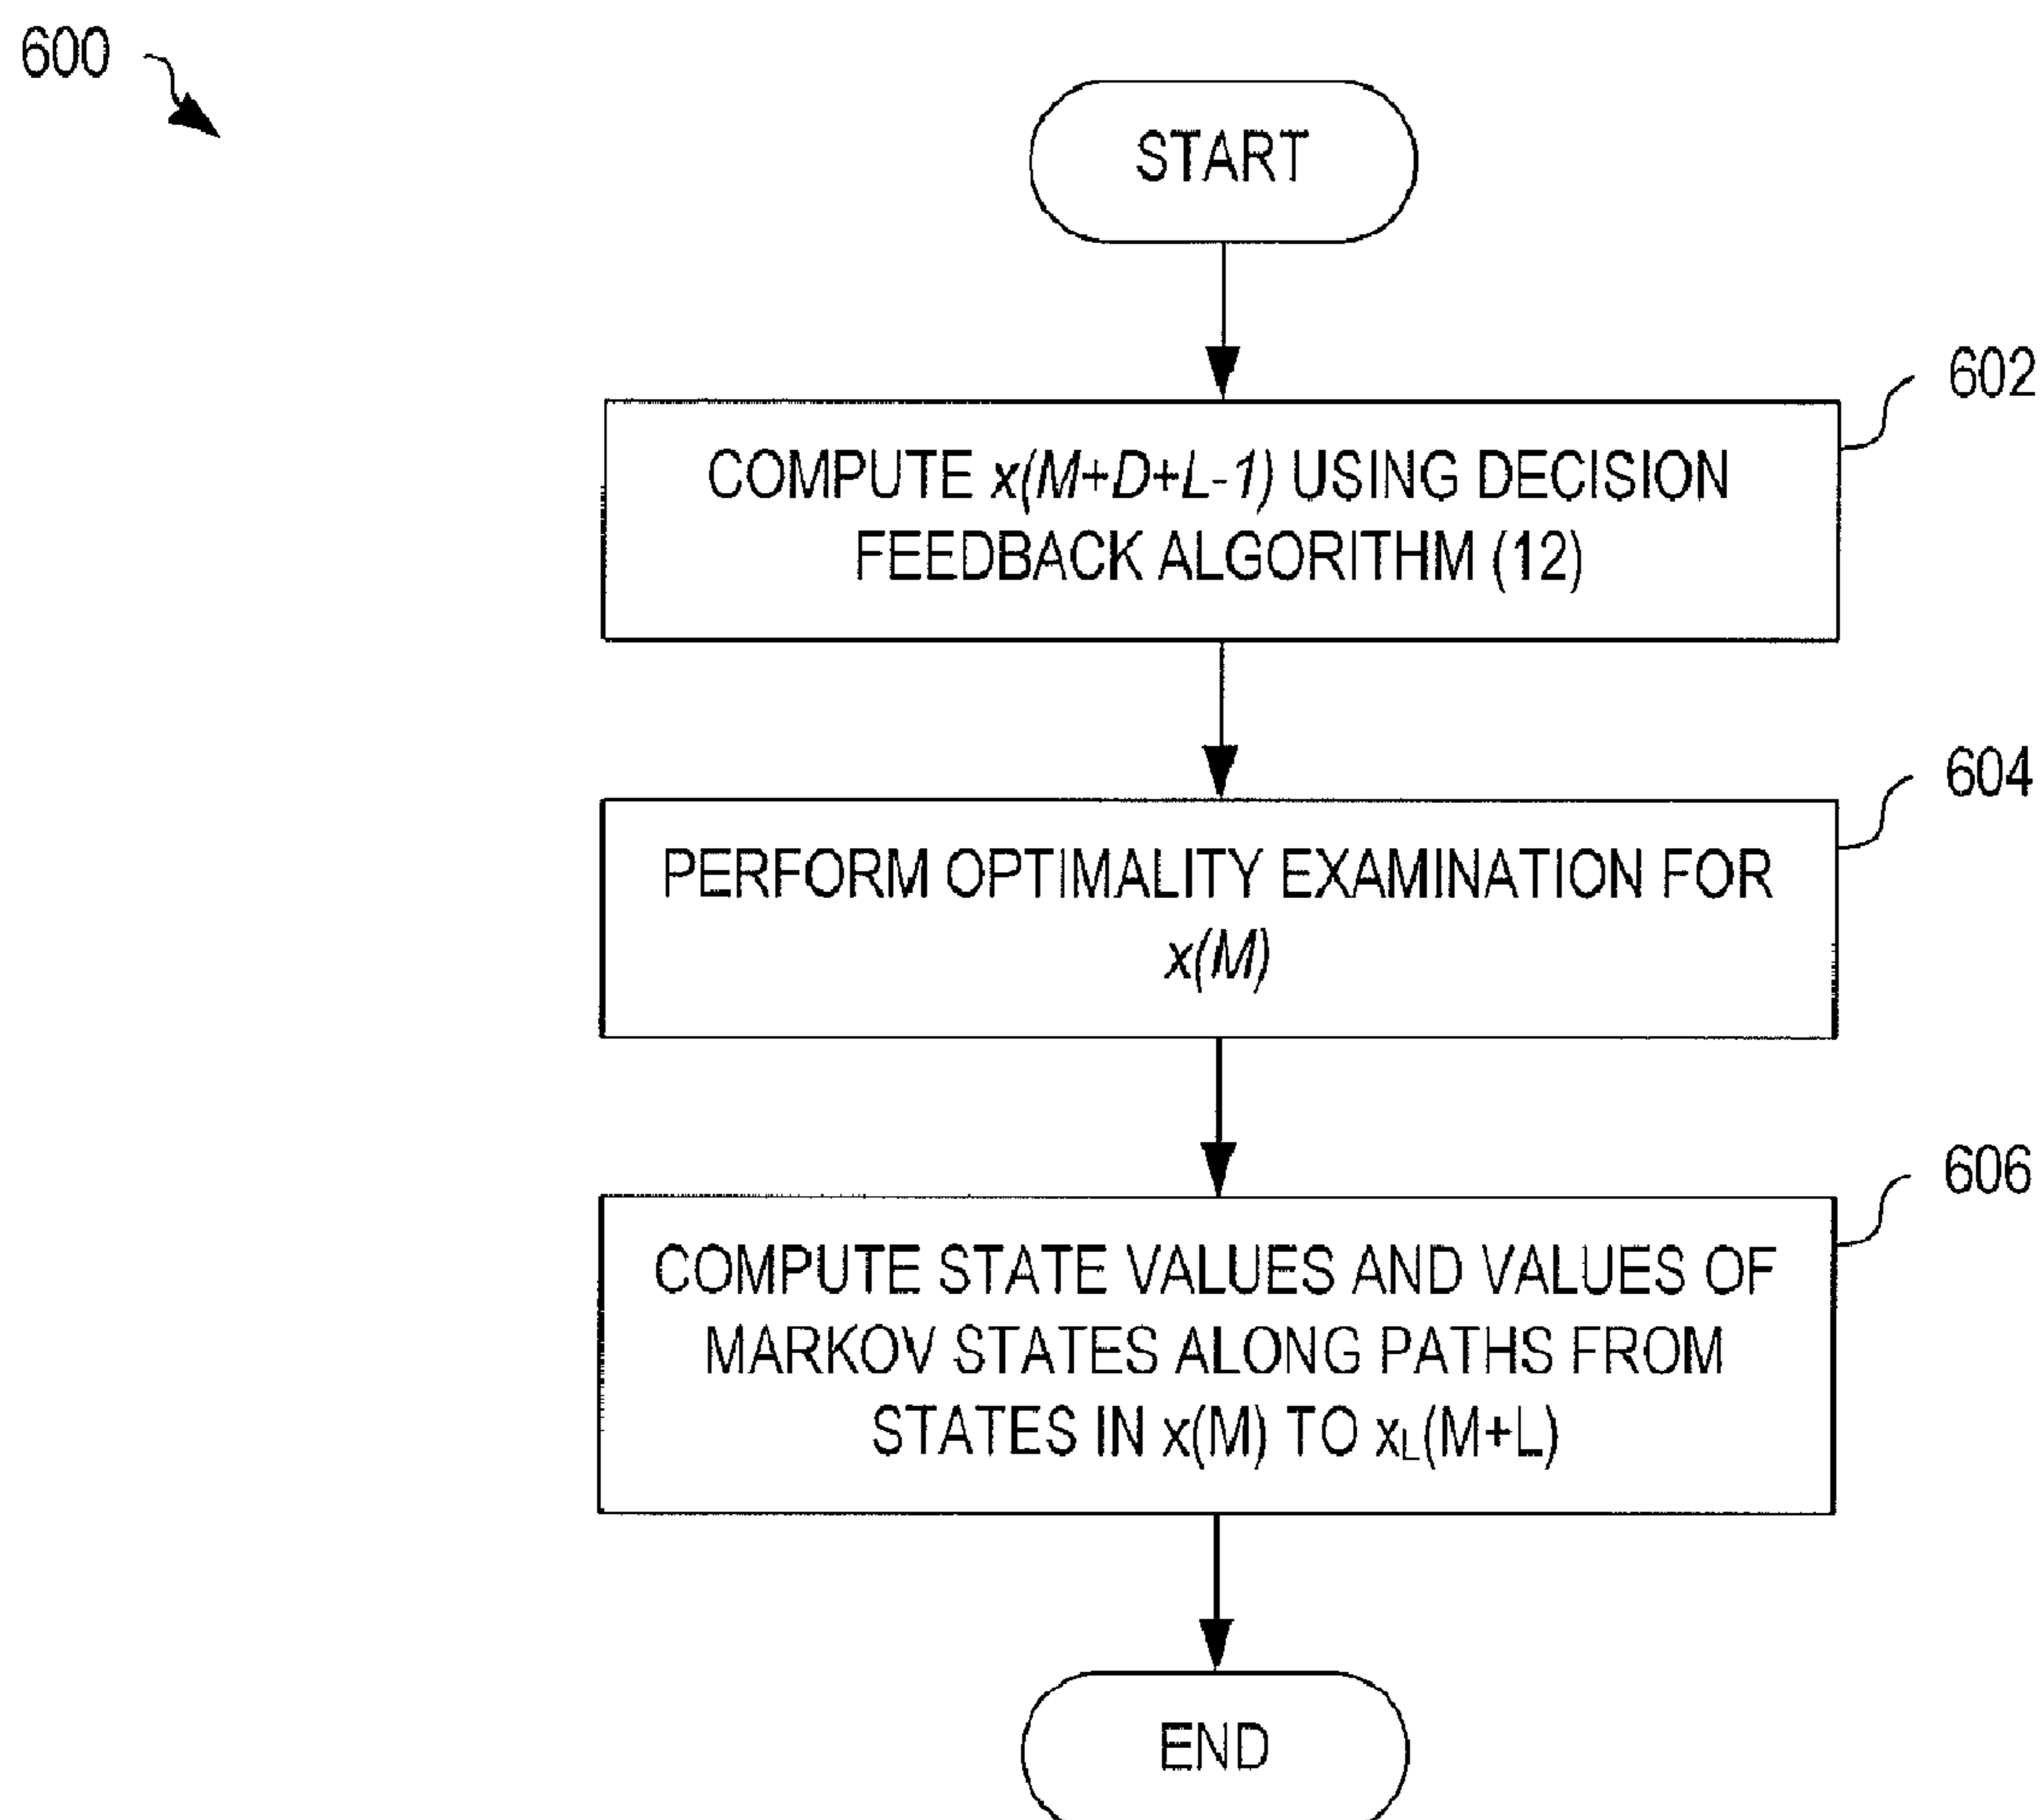 600
START
602
COMPUTE x(M+D+L-1) USING DECISION
FEEDBACK ALGORITHM (12)
604
PERFORM OPTIMALITY EXAMINATION FOR
x(M)
606
COMPUTE STATE VALUES AND VALUES OF
MARKOV STATES ALONG PATHS FROM
STATES IN x(M) TO xL(M+L)
END